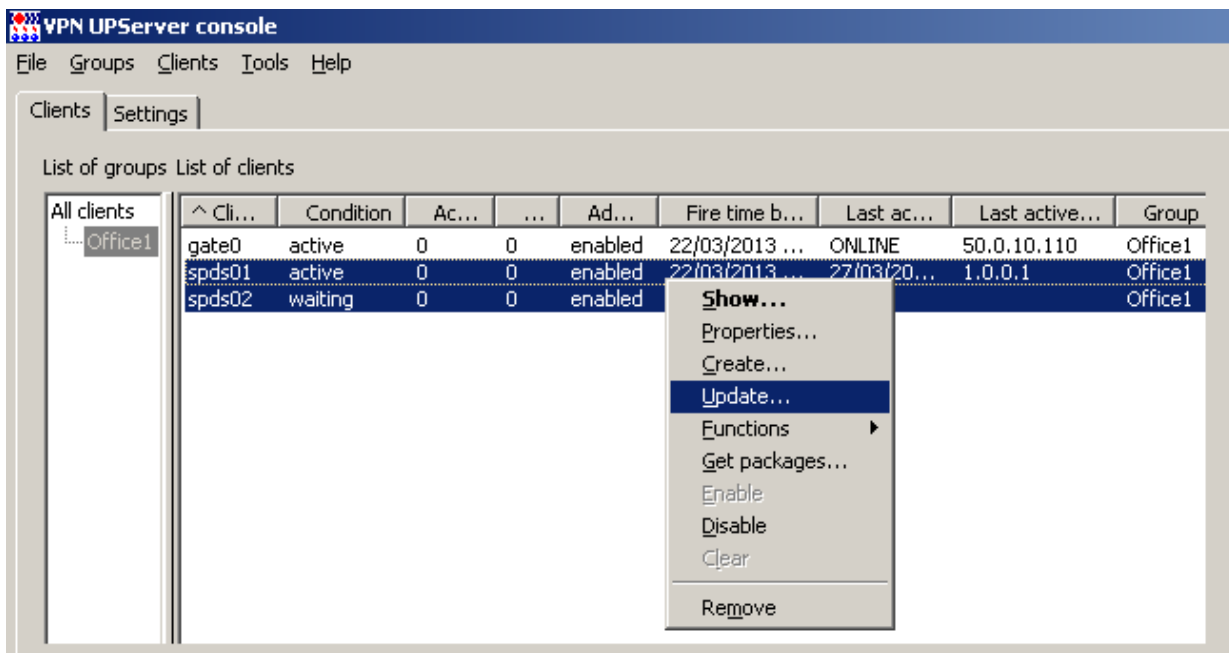 VPN UPServer console
File Groups Clients Tools Help
Clients Settings
List of groups List of clients
All clients ^ Cli... Condition Ac... ... Ad... Fire time b... Last ac... Last active... Group
Office1 gate0 active 0 0 enabled 22/03/2013 ... ONLINE 50.0.10.110 Office1
spds01 active 0 0 enabled 22/03/2013 ... 27/03/20... 1.0.0.1 Office1
spds02 waiting 0 0 enabled Office1
Show...
Properties...
Create...
Update...
Functions
Get packages...
Enable
Disable
Clear
Remove